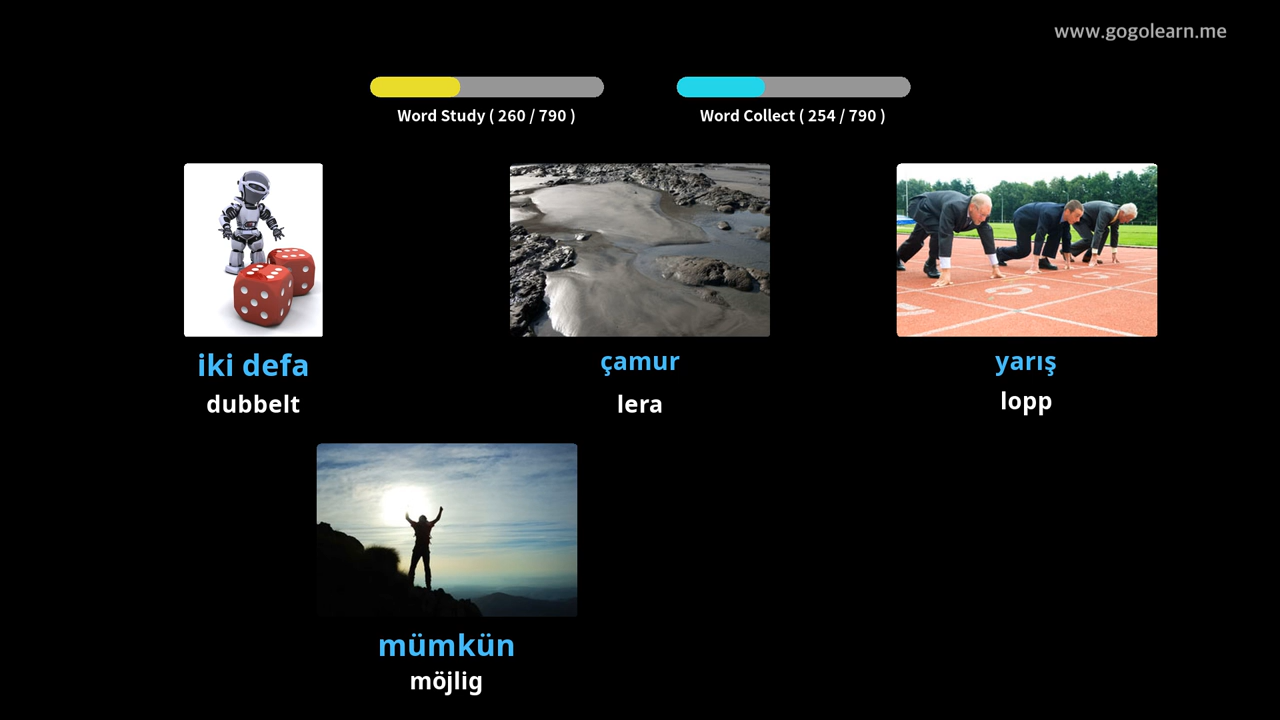 www.gogolearn.me
Word Study ( 260 / 790 )
Word Collect ( 254 / 790 )
iki defa
dubbelt
çamur
lera
yarış
lopp
mümkün
möjlig